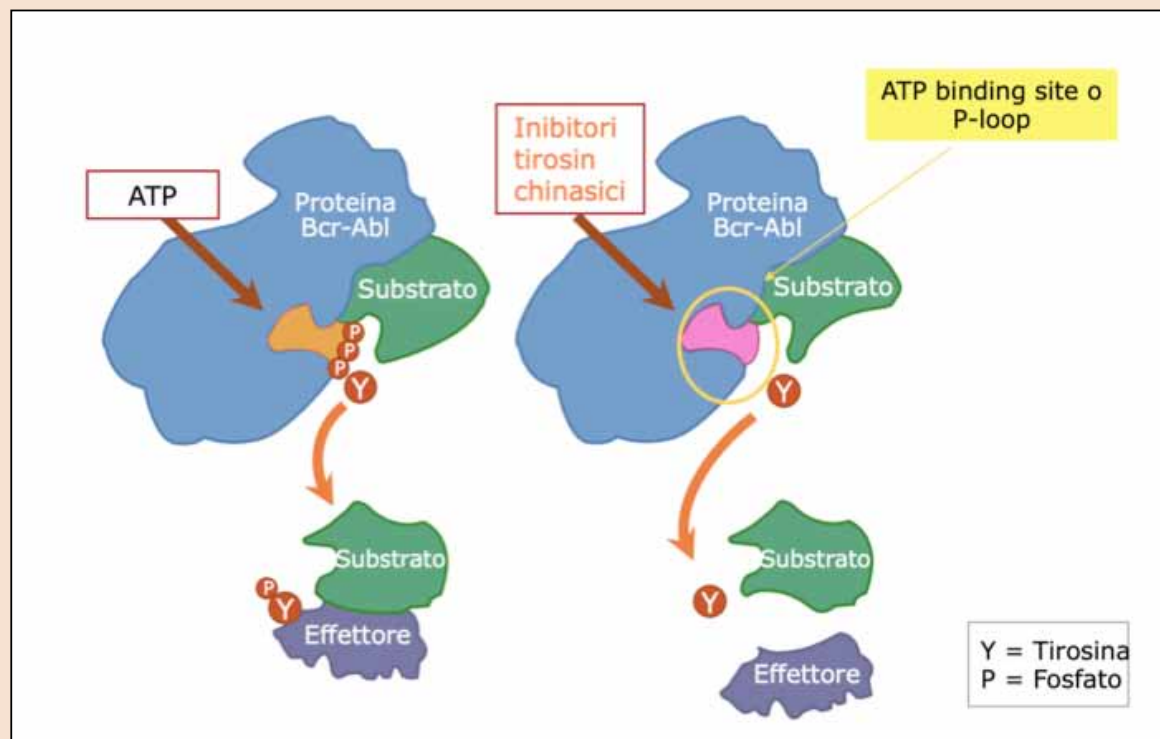 ATP
Proteina
Bcr-Abl
Substrato
P
P
P
Y
Substrato
P
Y
Effettore
Inibitori
tirosin
chinasici
ATP binding site o
P-loop
Proteina
Bcr-Abl
Substrato
Y
Substrato
Y
Effettore
Y = Tirosina
P = Fosfato